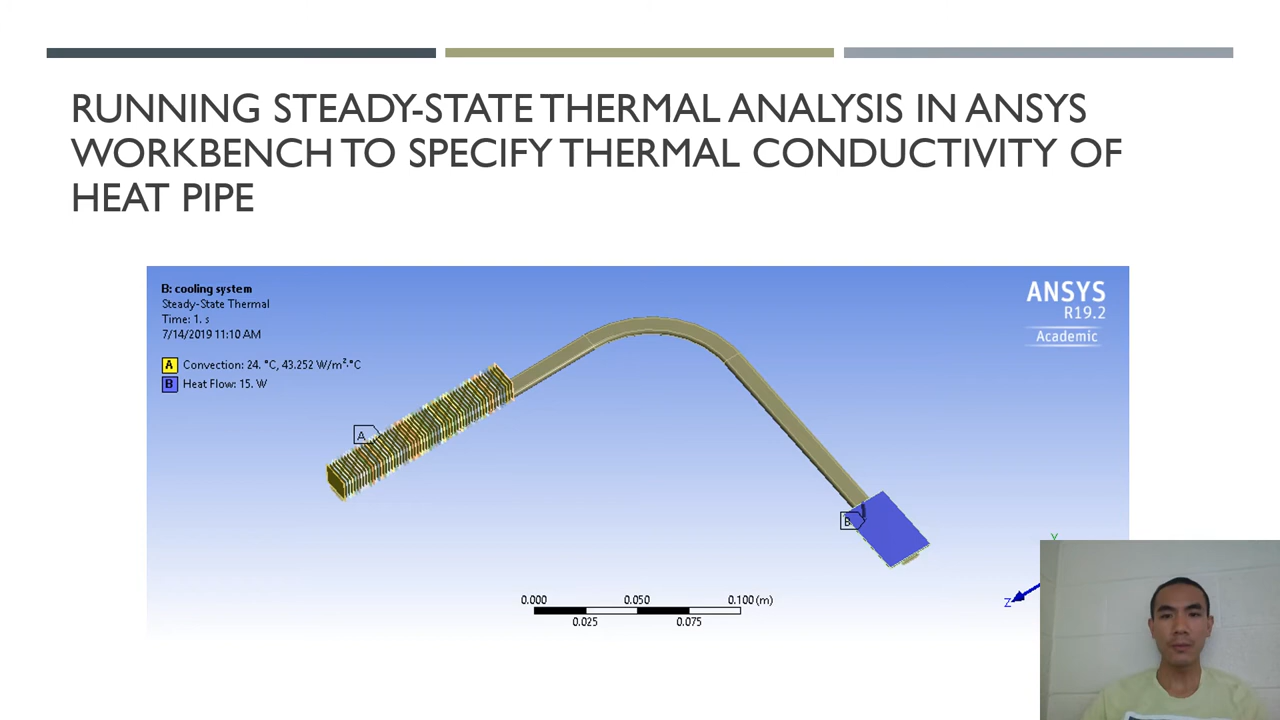 RUNNING STEADY-STATE THERMAL ANALYSIS IN ANSYS
WORKBENCH TO SPECIFY THERMAL CONDUCTIVITY OF
HEAT PIPE
B: cooling system
Steady-State Thermal
Time: 1. s
7/14/2019 11:10 AM
A Convection: 24. °C, 43.252 W/m²·°C
B Heat Flow: 15. W
ANSYS
R19.2
Academic
A
B
0.000 0.050 0.100 (m)
0.025 0.075
Y
Z